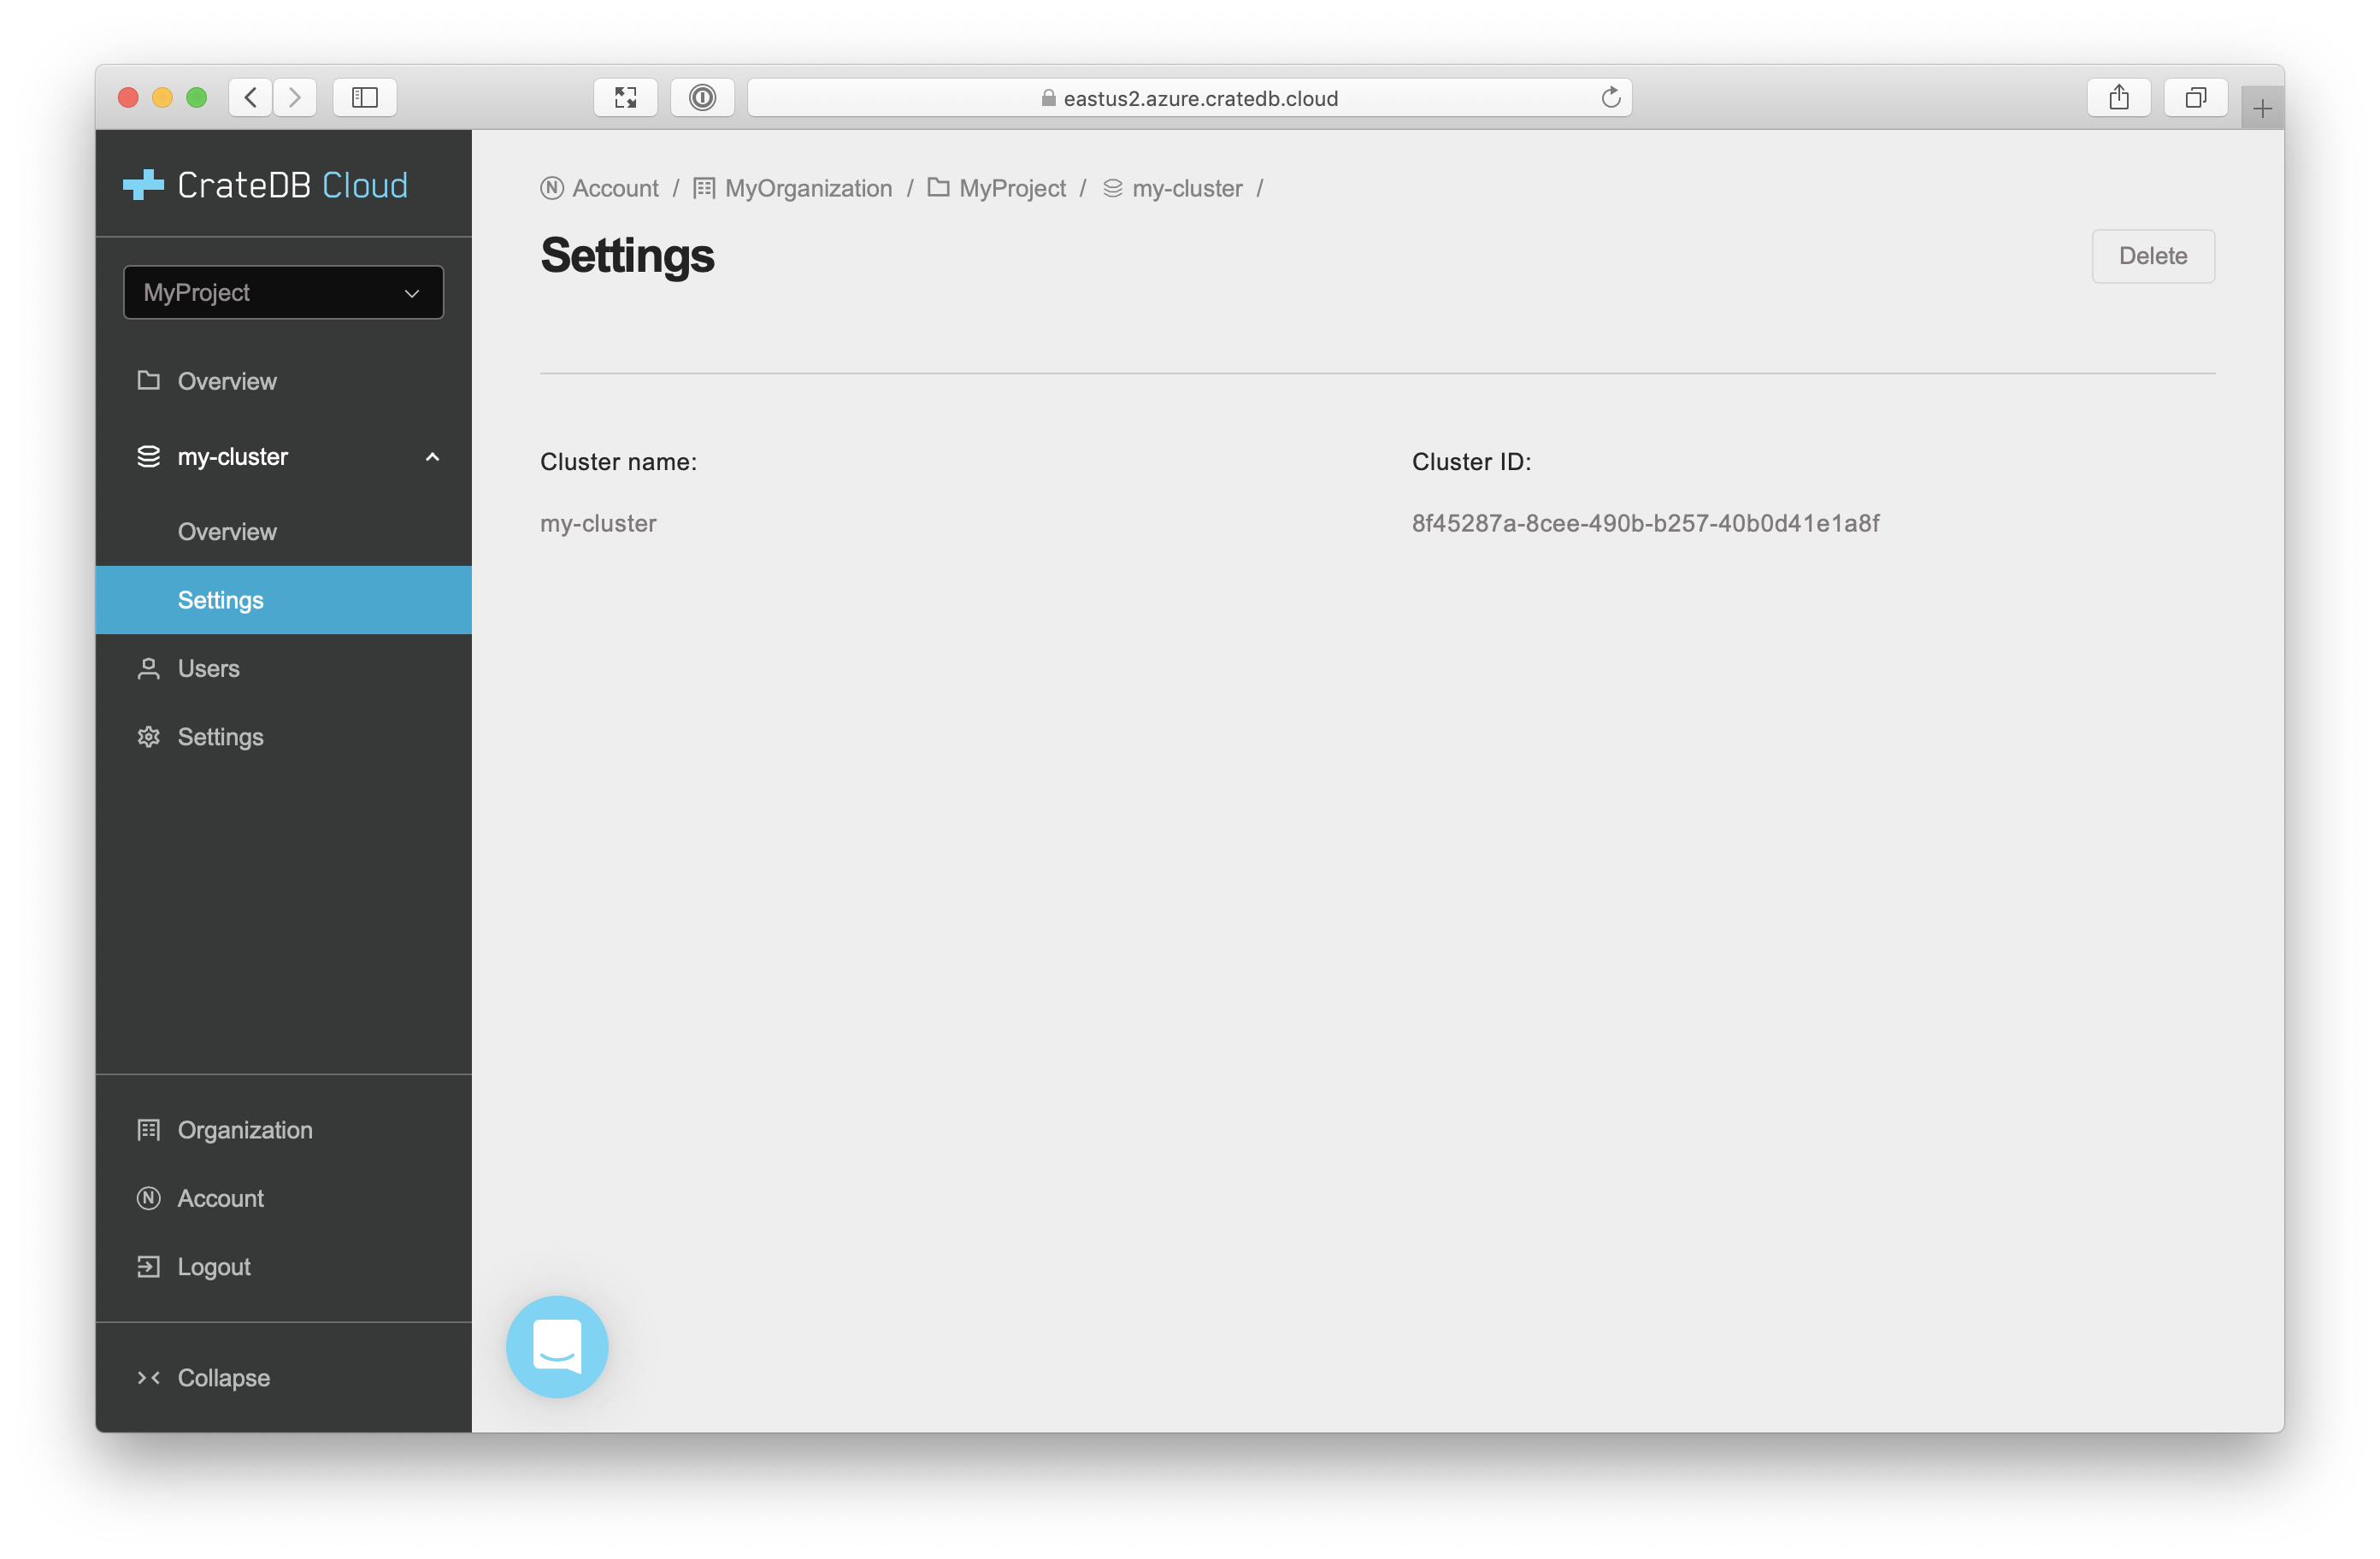 eastus2.azure.cratedb.cloud
CrateDB Cloud
MyProject
Overview
my-cluster
Overview
Settings
Users
Settings
Organization
Account
Logout
Collapse
Account / MyOrganization / MyProject / my-cluster /
Settings
Delete
Cluster name:
my-cluster
Cluster ID:
8f45287a-8cee-490b-b257-40b0d41e1a8f